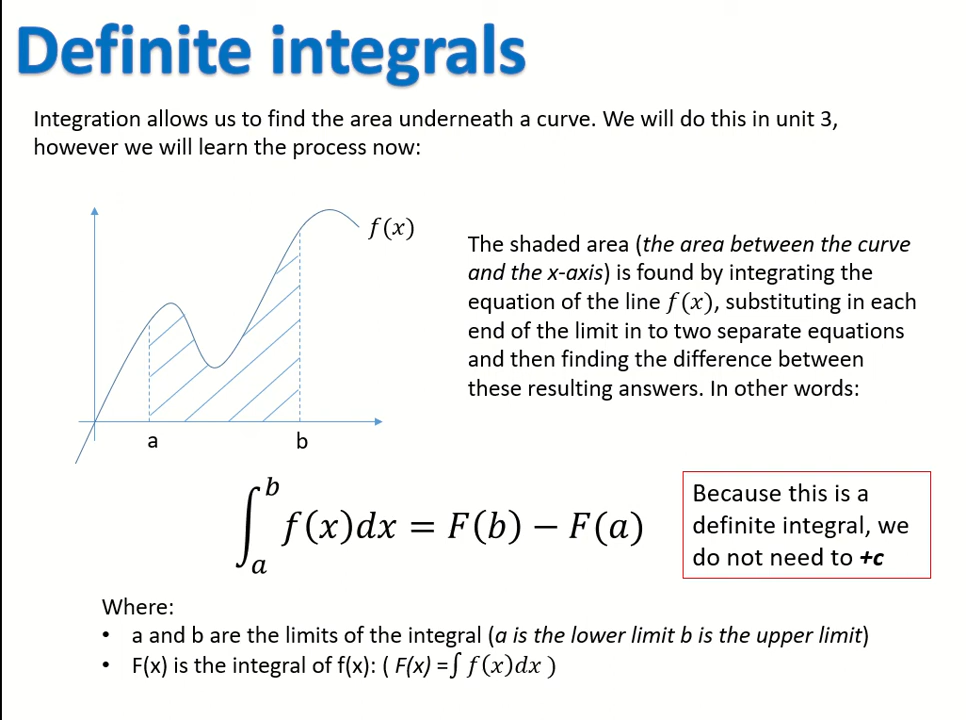 Definite integrals
Integration allows us to find the area underneath a curve. We will do this in unit 3,
however we will learn the process now:
f(x)
The shaded area (the area between the curve
and the x-axis) is found by integrating the
equation of the line f(x), substituting in each
end of the limit in to two separate equations
and then finding the difference between
these resulting answers. In other words:
a b
∫_a^b f(x)dx = F(b) − F(a)
Because this is a
definite integral, we
do not need to +c
Where:
• a and b are the limits of the integral (a is the lower limit b is the upper limit)
• F(x) is the integral of f(x): ( F(x) =∫ f(x)dx )